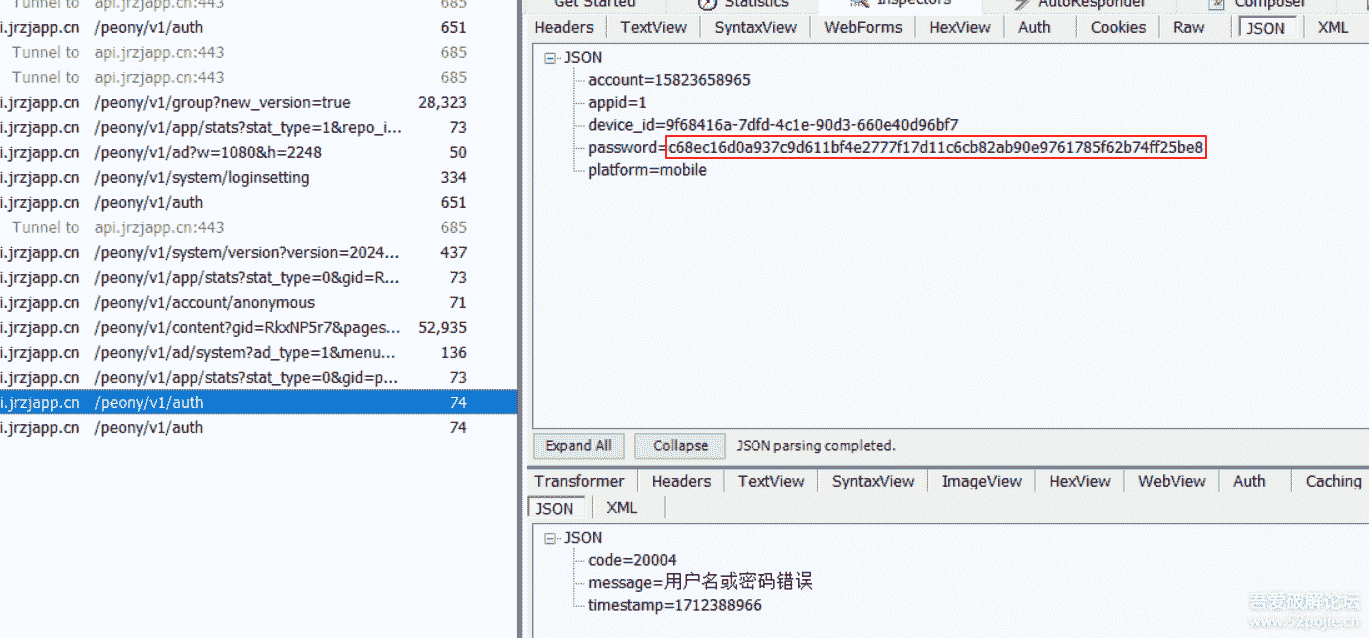 Tunnel to api.jrzjapp.cn:443 685
i.jrzjapp.cn /peony/v1/auth 651
Tunnel to api.jrzjapp.cn:443 685
Tunnel to api.jrzjapp.cn:443 685
i.jrzjapp.cn /peony/v1/group?new_version=true 28,323
i.jrzjapp.cn /peony/v1/app/stats?stat_type=1&repo_i... 73
i.jrzjapp.cn /peony/v1/ad?w=1080&h=2248 50
i.jrzjapp.cn /peony/v1/system/loginsetting 334
i.jrzjapp.cn /peony/v1/auth 651
Tunnel to api.jrzjapp.cn:443 685
i.jrzjapp.cn /peony/v1/system/version?version=2024... 437
i.jrzjapp.cn /peony/v1/app/stats?stat_type=0&gid=R... 73
i.jrzjapp.cn /peony/v1/account/anonymous 71
i.jrzjapp.cn /peony/v1/content?gid=RkxNP5r7&pages... 52,935
i.jrzjapp.cn /peony/v1/ad/system?ad_type=1&menu... 136
i.jrzjapp.cn /peony/v1/app/stats?stat_type=0&gid=p... 73
i.jrzjapp.cn /peony/v1/auth 74
i.jrzjapp.cn /peony/v1/auth 74
Get Started Statistics Inspectors AutoResponder Composer
Headers TextView SyntaxView WebForms HexView Auth Cookies Raw JSON XML
JSON
account=15823658965
appid=1
device_id=9f68416a-7dfd-4c1e-90d3-660e40d96bf7
password=c68ec16d0a937c9d611bf4e2777f17d11c6cb82ab90e9761785f62b74ff25be8
platform=mobile
Expand All Collapse JSON parsing completed.
Transformer Headers TextView SyntaxView ImageView HexView WebView Auth Caching
JSON XML
JSON
code=20004
message=用户名或密码错误
timestamp=1712388966
吾爱破解论坛
www.52pojie.cn